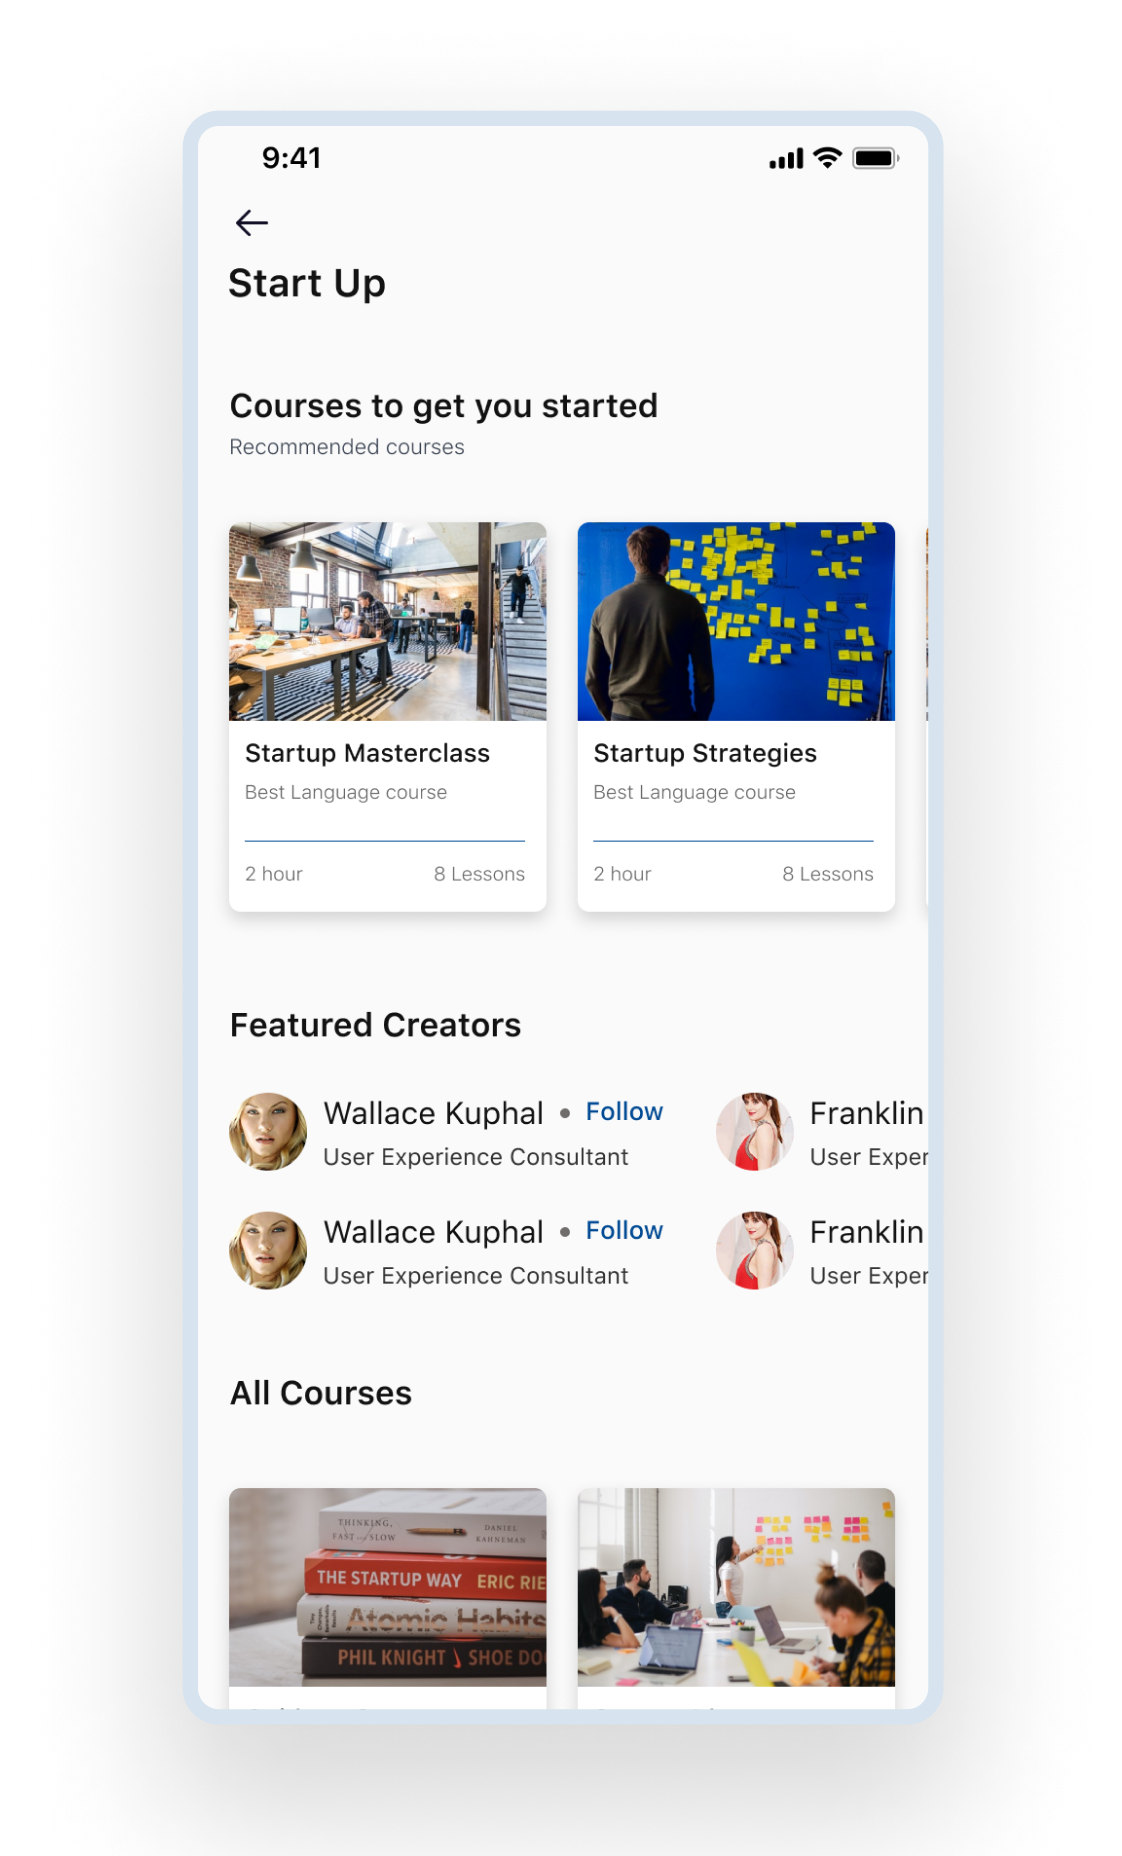 9:41
Start Up
Courses to get you started
Recommended courses
Startup Masterclass
Best Language course
2 hour 8 Lessons
Startup Strategies
Best Language course
2 hour 8 Lessons
Featured Creators
Wallace Kuphal • Follow
User Experience Consultant
Franklin
User Exper
Wallace Kuphal • Follow
User Experience Consultant
Franklin
User Exper
All Courses
THINKING,
FAST and SLOW
DANIEL
KAHNEMAN
THE STARTUP WAY ERIC RIE
Atomic Habits
PHIL KNIGHT SHOE DO